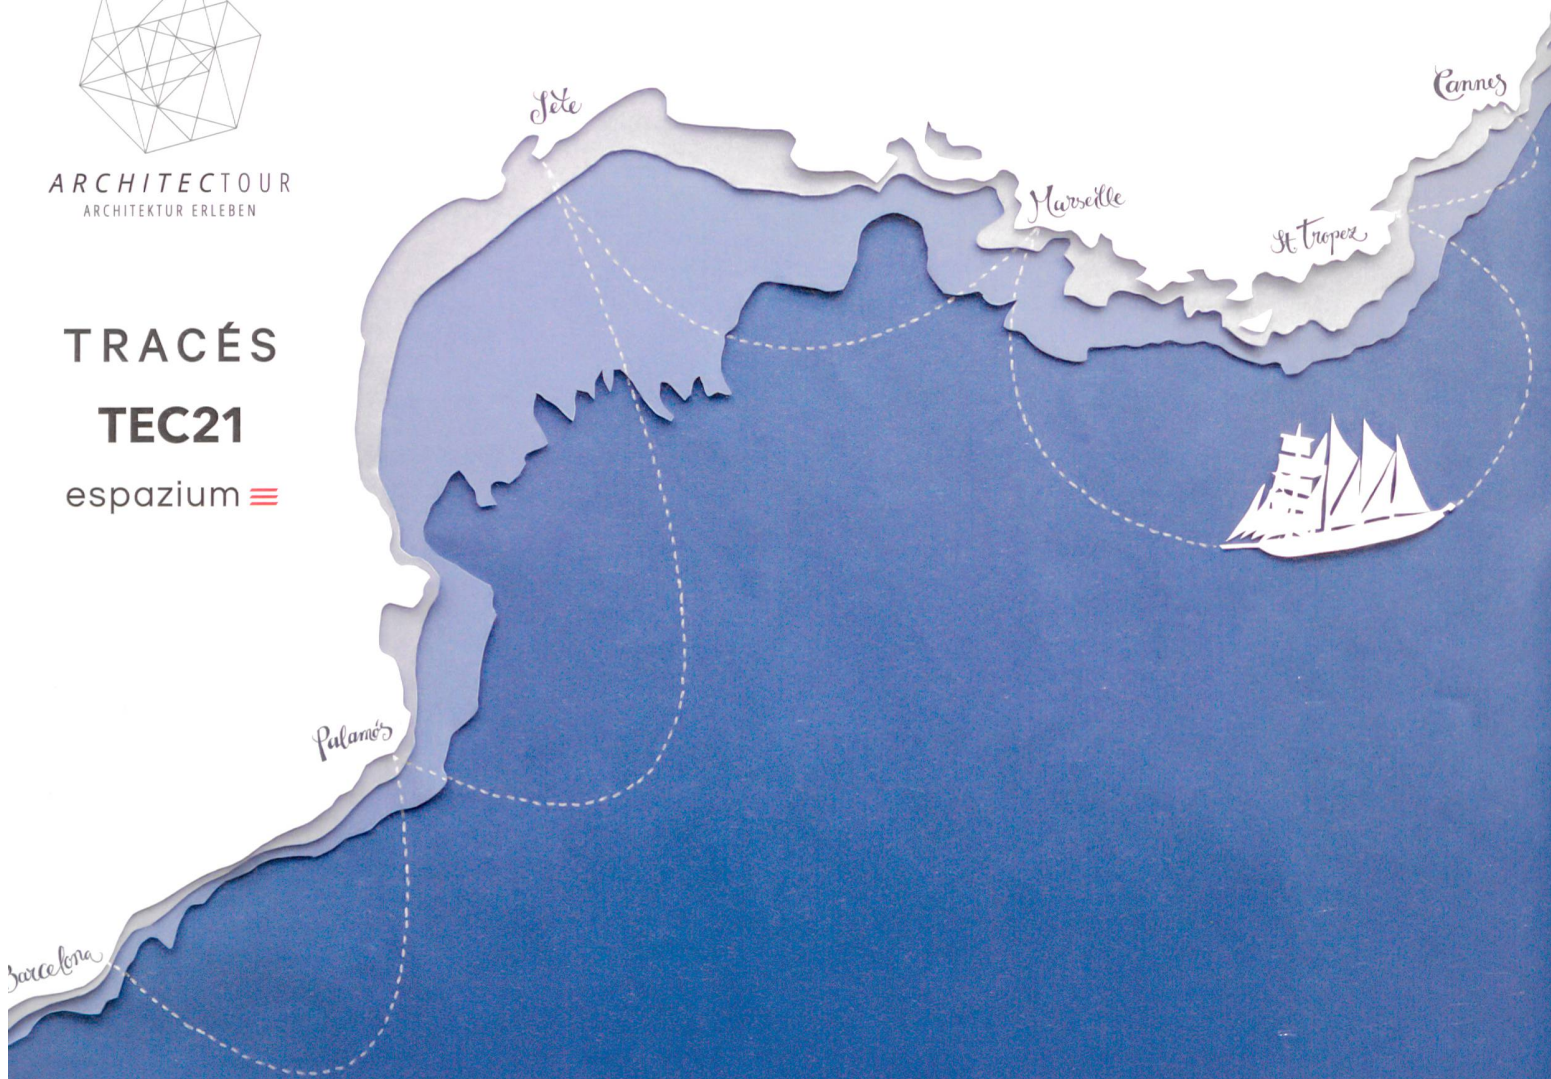 ARCHITECTOUR
ARCHITEKTUR ERLEBEN
TRACÉS
TEC21
espazium
Sète
Cannes
Marseille
St Tropez
Palamós
Barcelona